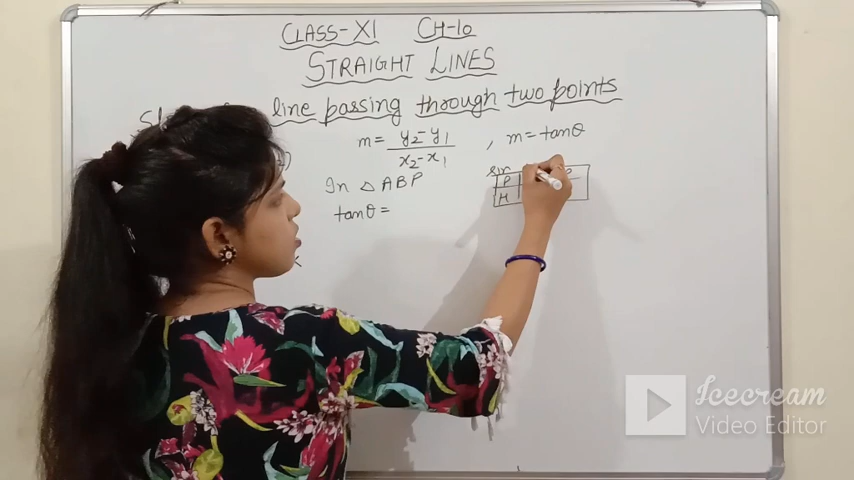 CLASS-XI CH-10
STRAIGHT LINES
line passing through two points
m = y₂-y₁ / x₂-x₁ , m = tanθ
In △ABP
tanθ =
sin
P
H
Icecream
Video Editor